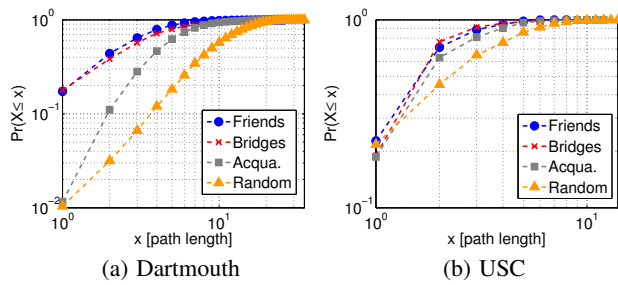 10^0
10^-1
10^-2
Pr(X≤ x)
Friends
Bridges
Acqua.
Random
10^0
10^1
x [path length]
(a) Dartmouth
10^0
10^-1
Pr(X≤ x)
Friends
Bridges
Acqua.
Random
10^0
10^1
x [path length]
(b) USC